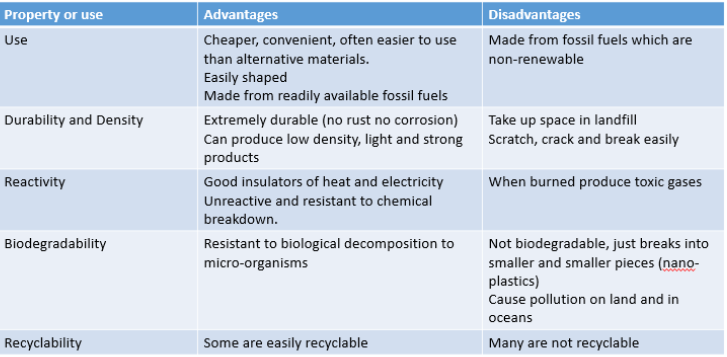 Property or use Advantages Disadvantages
Use
Cheaper, convenient, often easier to use
than alternative materials.
Easily shaped
Made from readily available fossil fuels
Made from fossil fuels which are
non-renewable
Durability and Density
Extremely durable (no rust no corrosion)
Can produce low density, light and strong
products
Take up space in landfill
Scratch, crack and break easily
Reactivity
Good insulators of heat and electricity
Unreactive and resistant to chemical
breakdown.
When burned produce toxic gases
Biodegradability
Resistant to biological decomposition to
micro-organisms
Not biodegradable, just breaks into
smaller and smaller pieces (nano-
plastics)
Cause pollution on land and in
oceans
Recyclability
Some are easily recyclable
Many are not recyclable